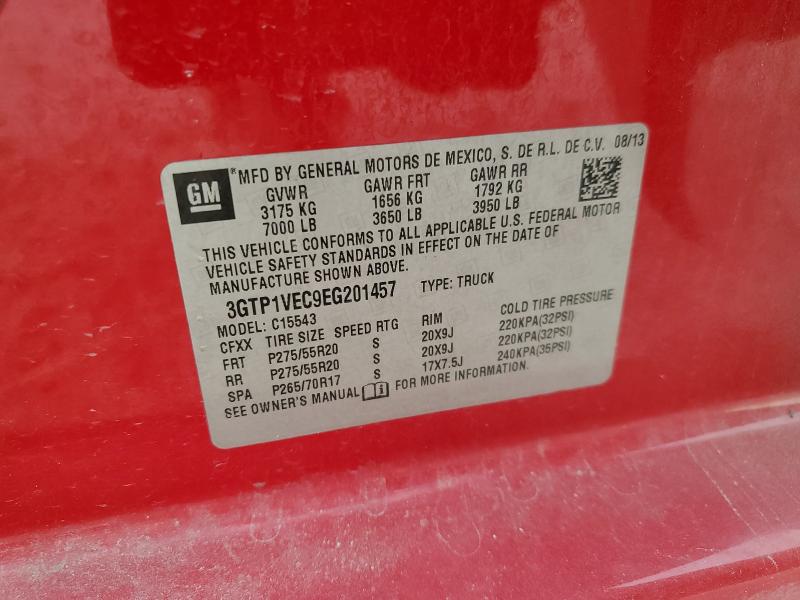 GM ® MFD BY GENERAL MOTORS DE MEXICO, S. DE R.L. DE C.V. 08/13
GVWR GAWR FRT GAWR RR
3175 KG 1656 KG 1792 KG
7000 LB 3650 LB 3950 LB
THIS VEHICLE CONFORMS TO ALL APPLICABLE U.S. FEDERAL MOTOR
VEHICLE SAFETY STANDARDS IN EFFECT ON THE DATE OF
MANUFACTURE SHOWN ABOVE.
3GTP1VEC9EG201457 TYPE: TRUCK
MODEL: C15543
CFXX TIRE SIZE SPEED RTG RIM COLD TIRE PRESSURE
FRT P275/55R20 S 20X9J 220KPA(32PSI)
RR P275/55R20 S 20X9J 220KPA(32PSI)
SPA P265/70R17 S 17X7.5J 240KPA(35PSI)
SEE OWNER'S MANUAL FOR MORE INFORMATION.